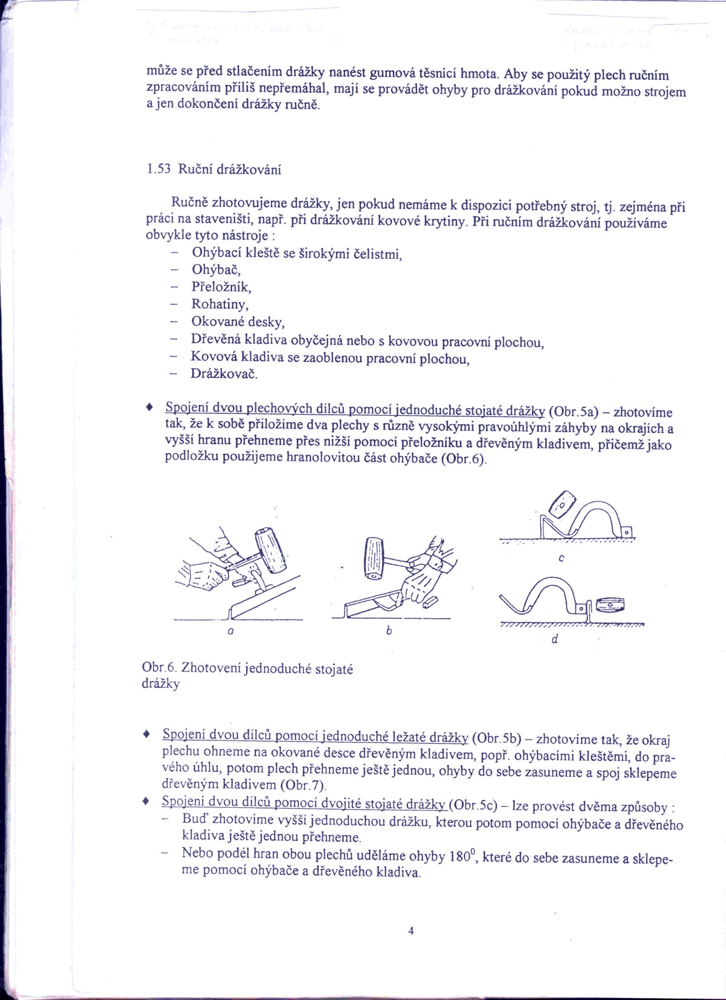 může se před stlačením drážky nanést gumová těsnící hmota. Aby se použitý plech ručním
zpracováním příliš nepřemáhal, mají se provádět ohyby pro drážkování pokud možno strojem
a jen dokončení drážky ručně.
1.53 Ruční drážkování
Ručně zhotovujeme drážky, jen pokud nemáme k dispozici potřebný stroj, tj. zejména při
práci na staveništi, např. při drážkování kovové krytiny. Při ručním drážkování používáme
obvykle tyto nástroje :
– Ohýbací kleště se širokými čelistmi,
– Ohýbač,
– Přeložník,
– Rohatiny,
– Okované desky,
– Dřevěná kladiva obyčejná nebo s kovovou pracovní plochou,
– Kovová kladiva se zaoblenou pracovní plochou,
– Drážkovač.
♦ Spojení dvou plechových dílců pomocí jednoduché stojaté drážky (Obr.5a) – zhotovíme
tak, že k sobě přiložíme dva plechy s různě vysokými pravoúhlými záhyby na okrajích a
vyšší hranu přehneme přes nižší pomocí přeložníku a dřevěným kladivem, přičemž jako
podložku použijeme hranolovitou část ohýbače (Obr.6).
a
b
c
d
Obr.6. Zhotovení jednoduché stojaté
drážky
♦ Spojení dvou dílců pomocí jednoduché ležaté drážky (Obr.5b) – zhotovíme tak, že okraj
plechu ohneme na okované desce dřevěným kladivem, popř. ohýbacími kleštěmi, do pra-
vého úhlu, potom plech přehneme ještě jednou, ohyby do sebe zasuneme a spoj sklepeme
dřevěným kladivem (Obr.7).
♦ Spojení dvou dílců pomocí dvojité stojaté drážky (Obr.5c) – lze provést dvěma způsoby :
– Buď zhotovíme vyšší jednoduchou drážku, kterou potom pomocí ohýbače a dřevěného
kladiva ještě jednou přehneme.
– Nebo podél hran obou plechů uděláme ohyby 180⁰, které do sebe zasuneme a sklepe-
me pomocí ohýbače a dřevěného kladiva.
4